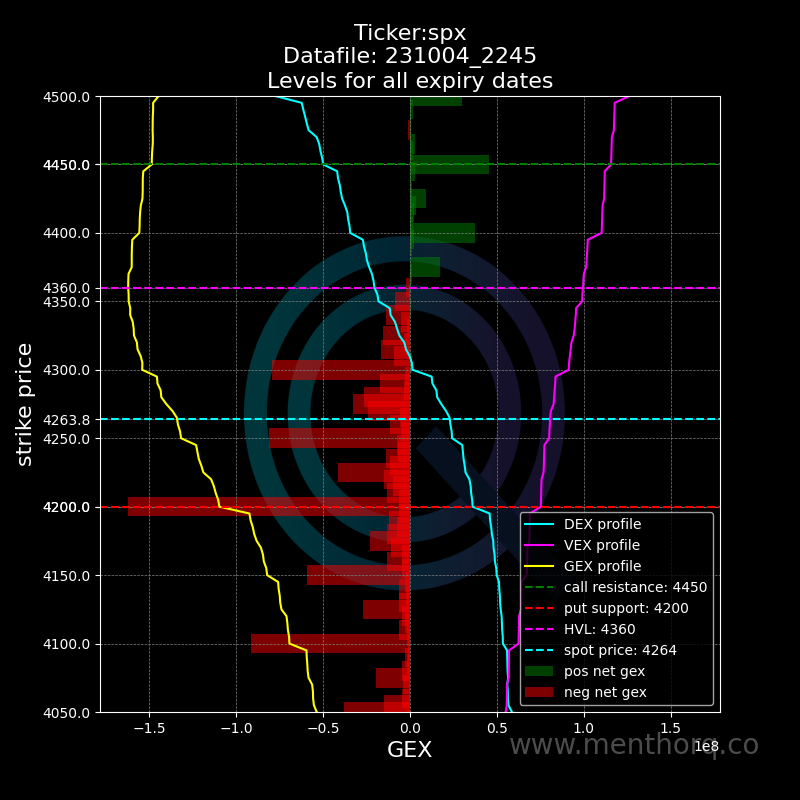 Ticker:spx
Datafile: 231004_2245
Levels for all expiry dates
4500.0
4450.0
4400.0
4360.0
4350.0
4300.0
4263.8
4250.0
4200.0
4150.0
4100.0
4050.0
strike price
DEX profile
VEX profile
GEX profile
call resistance: 4450
put support: 4200
HVL: 4360
spot price: 4264
pos net gex
neg net gex
−1.5 −1.0 −0.5 0.0 0.5 1.0 1.5
1e8
GEX
www.menthorq.co